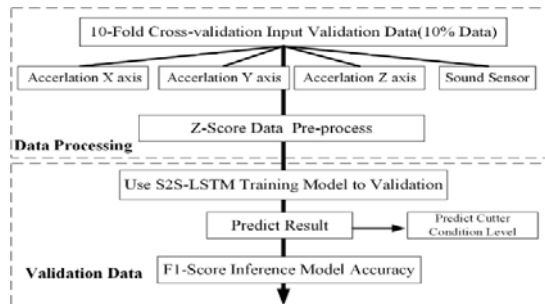 10-Fold Cross-validation Input Validation Data(10% Data)
Accerlation X axis
Accerlation Y axis
Accerlation Z axis
Sound Sensor
Z-Score Data Pre-process
Data Processing
Use S2S-LSTM Training Model to Validation
Predict Result
Predict Cutter
Condition Level
F1-Score Inference Model Accuracy
Validation Data